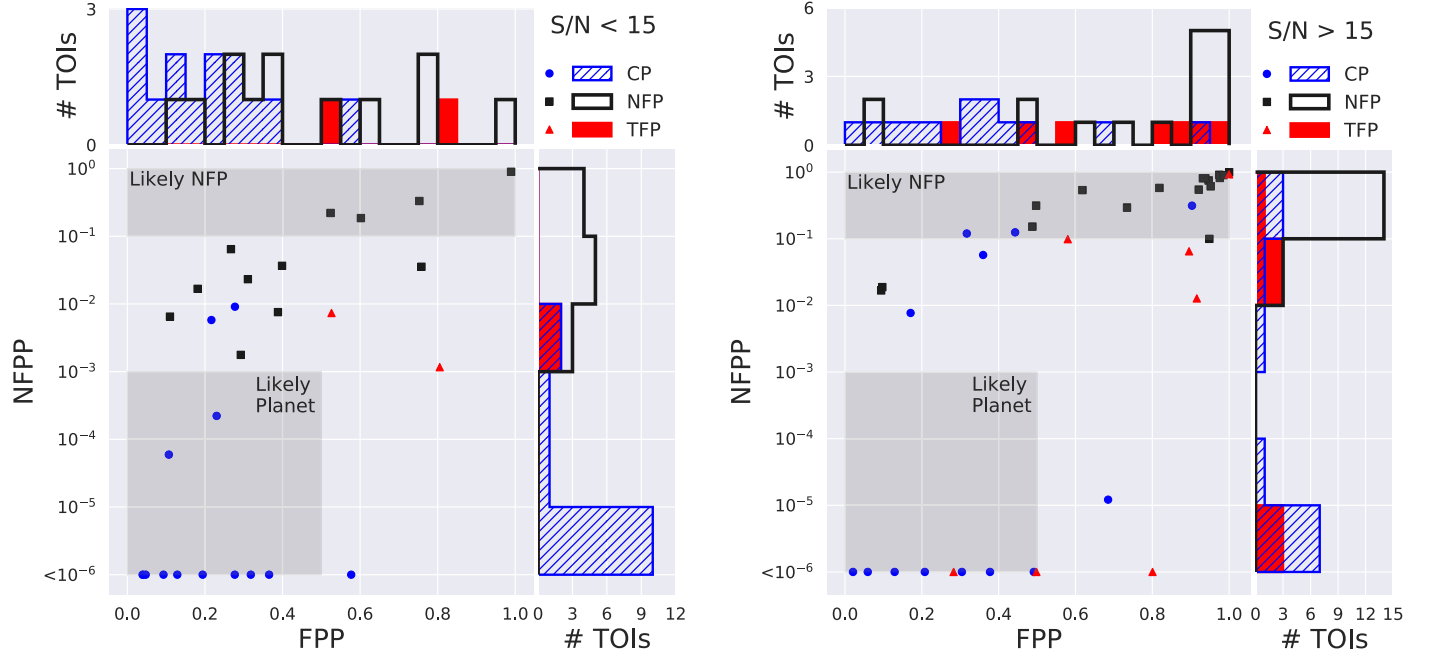 S/N < 15
# TOIs
3
0
CP
NFP
TFP
Likely NFP
Likely
Planet
NFPP
10⁰
10⁻¹
10⁻²
10⁻³
10⁻⁴
10⁻⁵
<10⁻⁶
0.0 0.2 0.4 0.6 0.8 1.0
FPP
0 3 6 9 12
# TOIs
S/N > 15
# TOIs
6
3
0
CP
NFP
TFP
Likely NFP
Likely
Planet
NFPP
10⁰
10⁻¹
10⁻²
10⁻³
10⁻⁴
10⁻⁵
<10⁻⁶
0.0 0.2 0.4 0.6 0.8 1.0
FPP
0 3 6 9 12 15
# TOIs